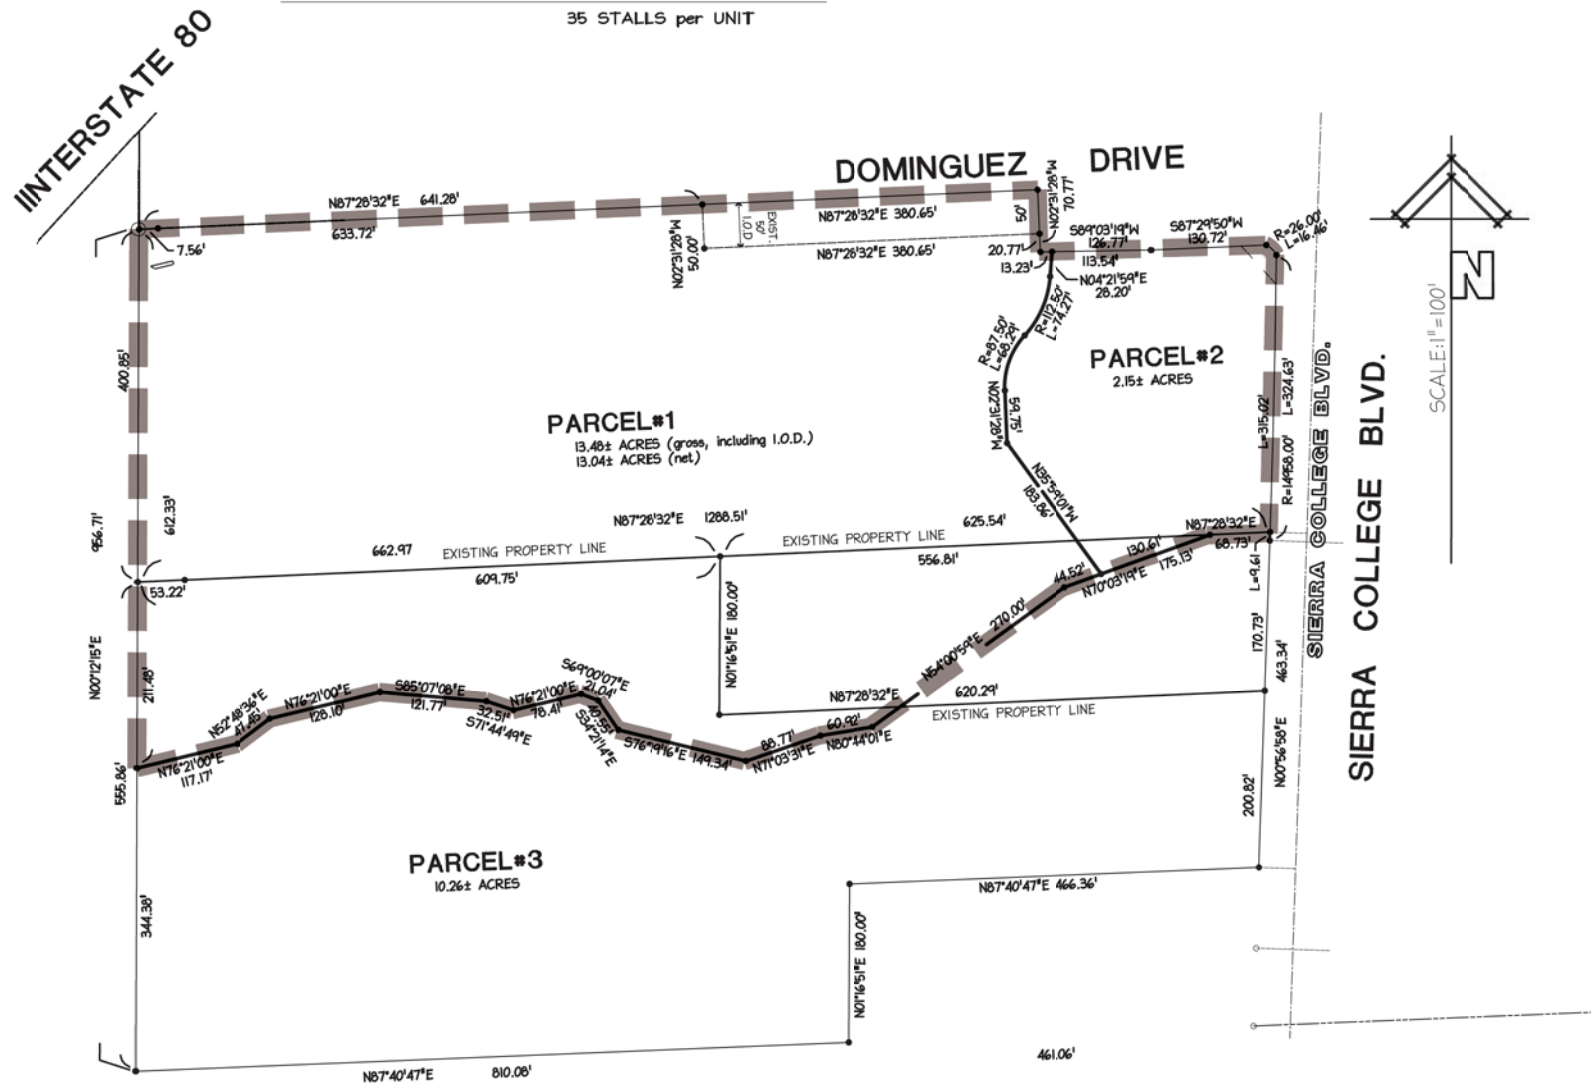 35 STALLS per UNIT
IINTERSTATE 80
DOMINGUEZ DRIVE
N87°28'32"E 641.28'
633.72'
7.56'
N87°28'32"E 380.65'
EXIST.
50'
I.O.D
N02°31'28"W
50.00'
N87°28'32"E 380.65'
50'
N02°31'28"W
70.77'
20.77'
13.23'
S89°03'19"W
126.77'
113.54'
S87°29'50"W
130.72'
R=26.00'
L=16.46'
N04°21'59"E
28.20'
R=112.50'
L=74.27'
R=87.50'
L=68.29'
N02°31'28"W
59.75'
N35°59'01"W
183.86'
PARCEL#2
2.15± ACRES
PARCEL#1
13.48± ACRES (gross, including I.O.D.)
13.04± ACRES (net)
400.85'
612.33'
956.71'
L=315.02'
L=324.63'
R=14958.00'
SIERRA COLLEGE BLVD.
SIERRA COLLEGE BLVD.
N
SCALE:1"=100'
N87°28'32"E 1288.51'
625.54'
662.97
EXISTING PROPERTY LINE
EXISTING PROPERTY LINE
N87°28'32"E
68.73'
53.22'
609.75'
556.81'
130.61'
175.13'
44.52'
N70°03'19"E
L=9.61
N01°16'51"E 180.00'
270.00'
N54°00'59"E
170.73'
463.34'
N00°12'15"E
211.48'
N52°48'36"E
47.45'
N76°21'00"E
128.10'
S85°07'08"E
121.77'
32.51'
S71°44'49"E
N76°21'00"E
78.41'
S69°00'07"E
21.04'
40.55'
S34°21'14"E
S76°19'16"E 149.34'
88.77'
N71°03'31"E
60.92'
N80°44'01"E
N87°28'32"E 620.29'
EXISTING PROPERTY LINE
N76°21'00"E
117.17'
555.86'
200.82'
N00°56'58"E
PARCEL#3
10.26± ACRES
N87°40'47"E 466.36'
344.38'
N01°16'51"E 180.00'
N87°40'47"E 810.08'
461.06'